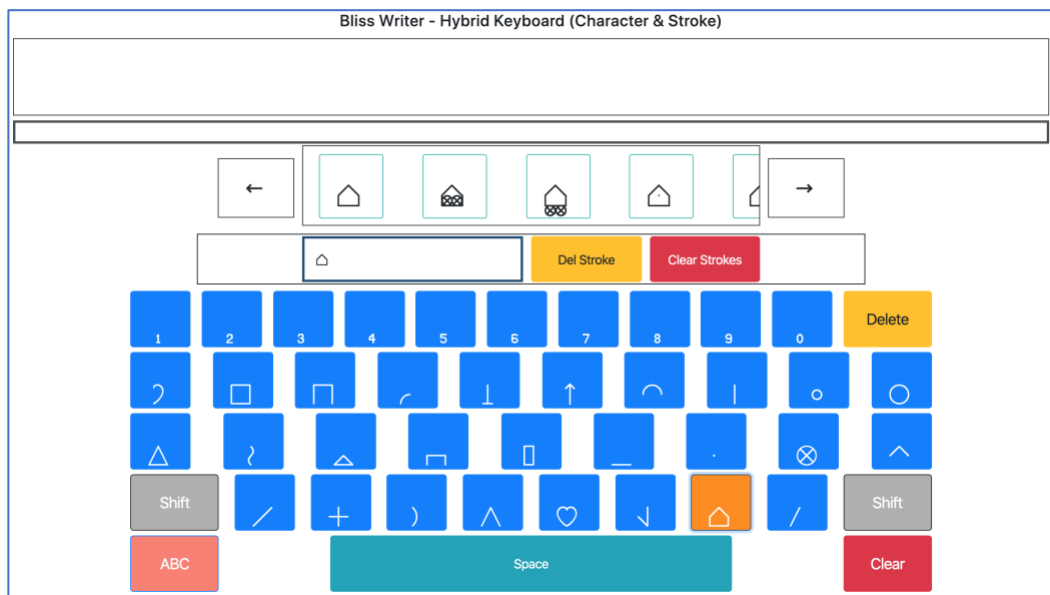 Bliss Writer - Hybrid Keyboard (Character & Stroke)
← →
Del Stroke Clear Strokes
1 2 3 4 5 6 7 8 9 0 Delete
Shift Shift
ABC Space Clear